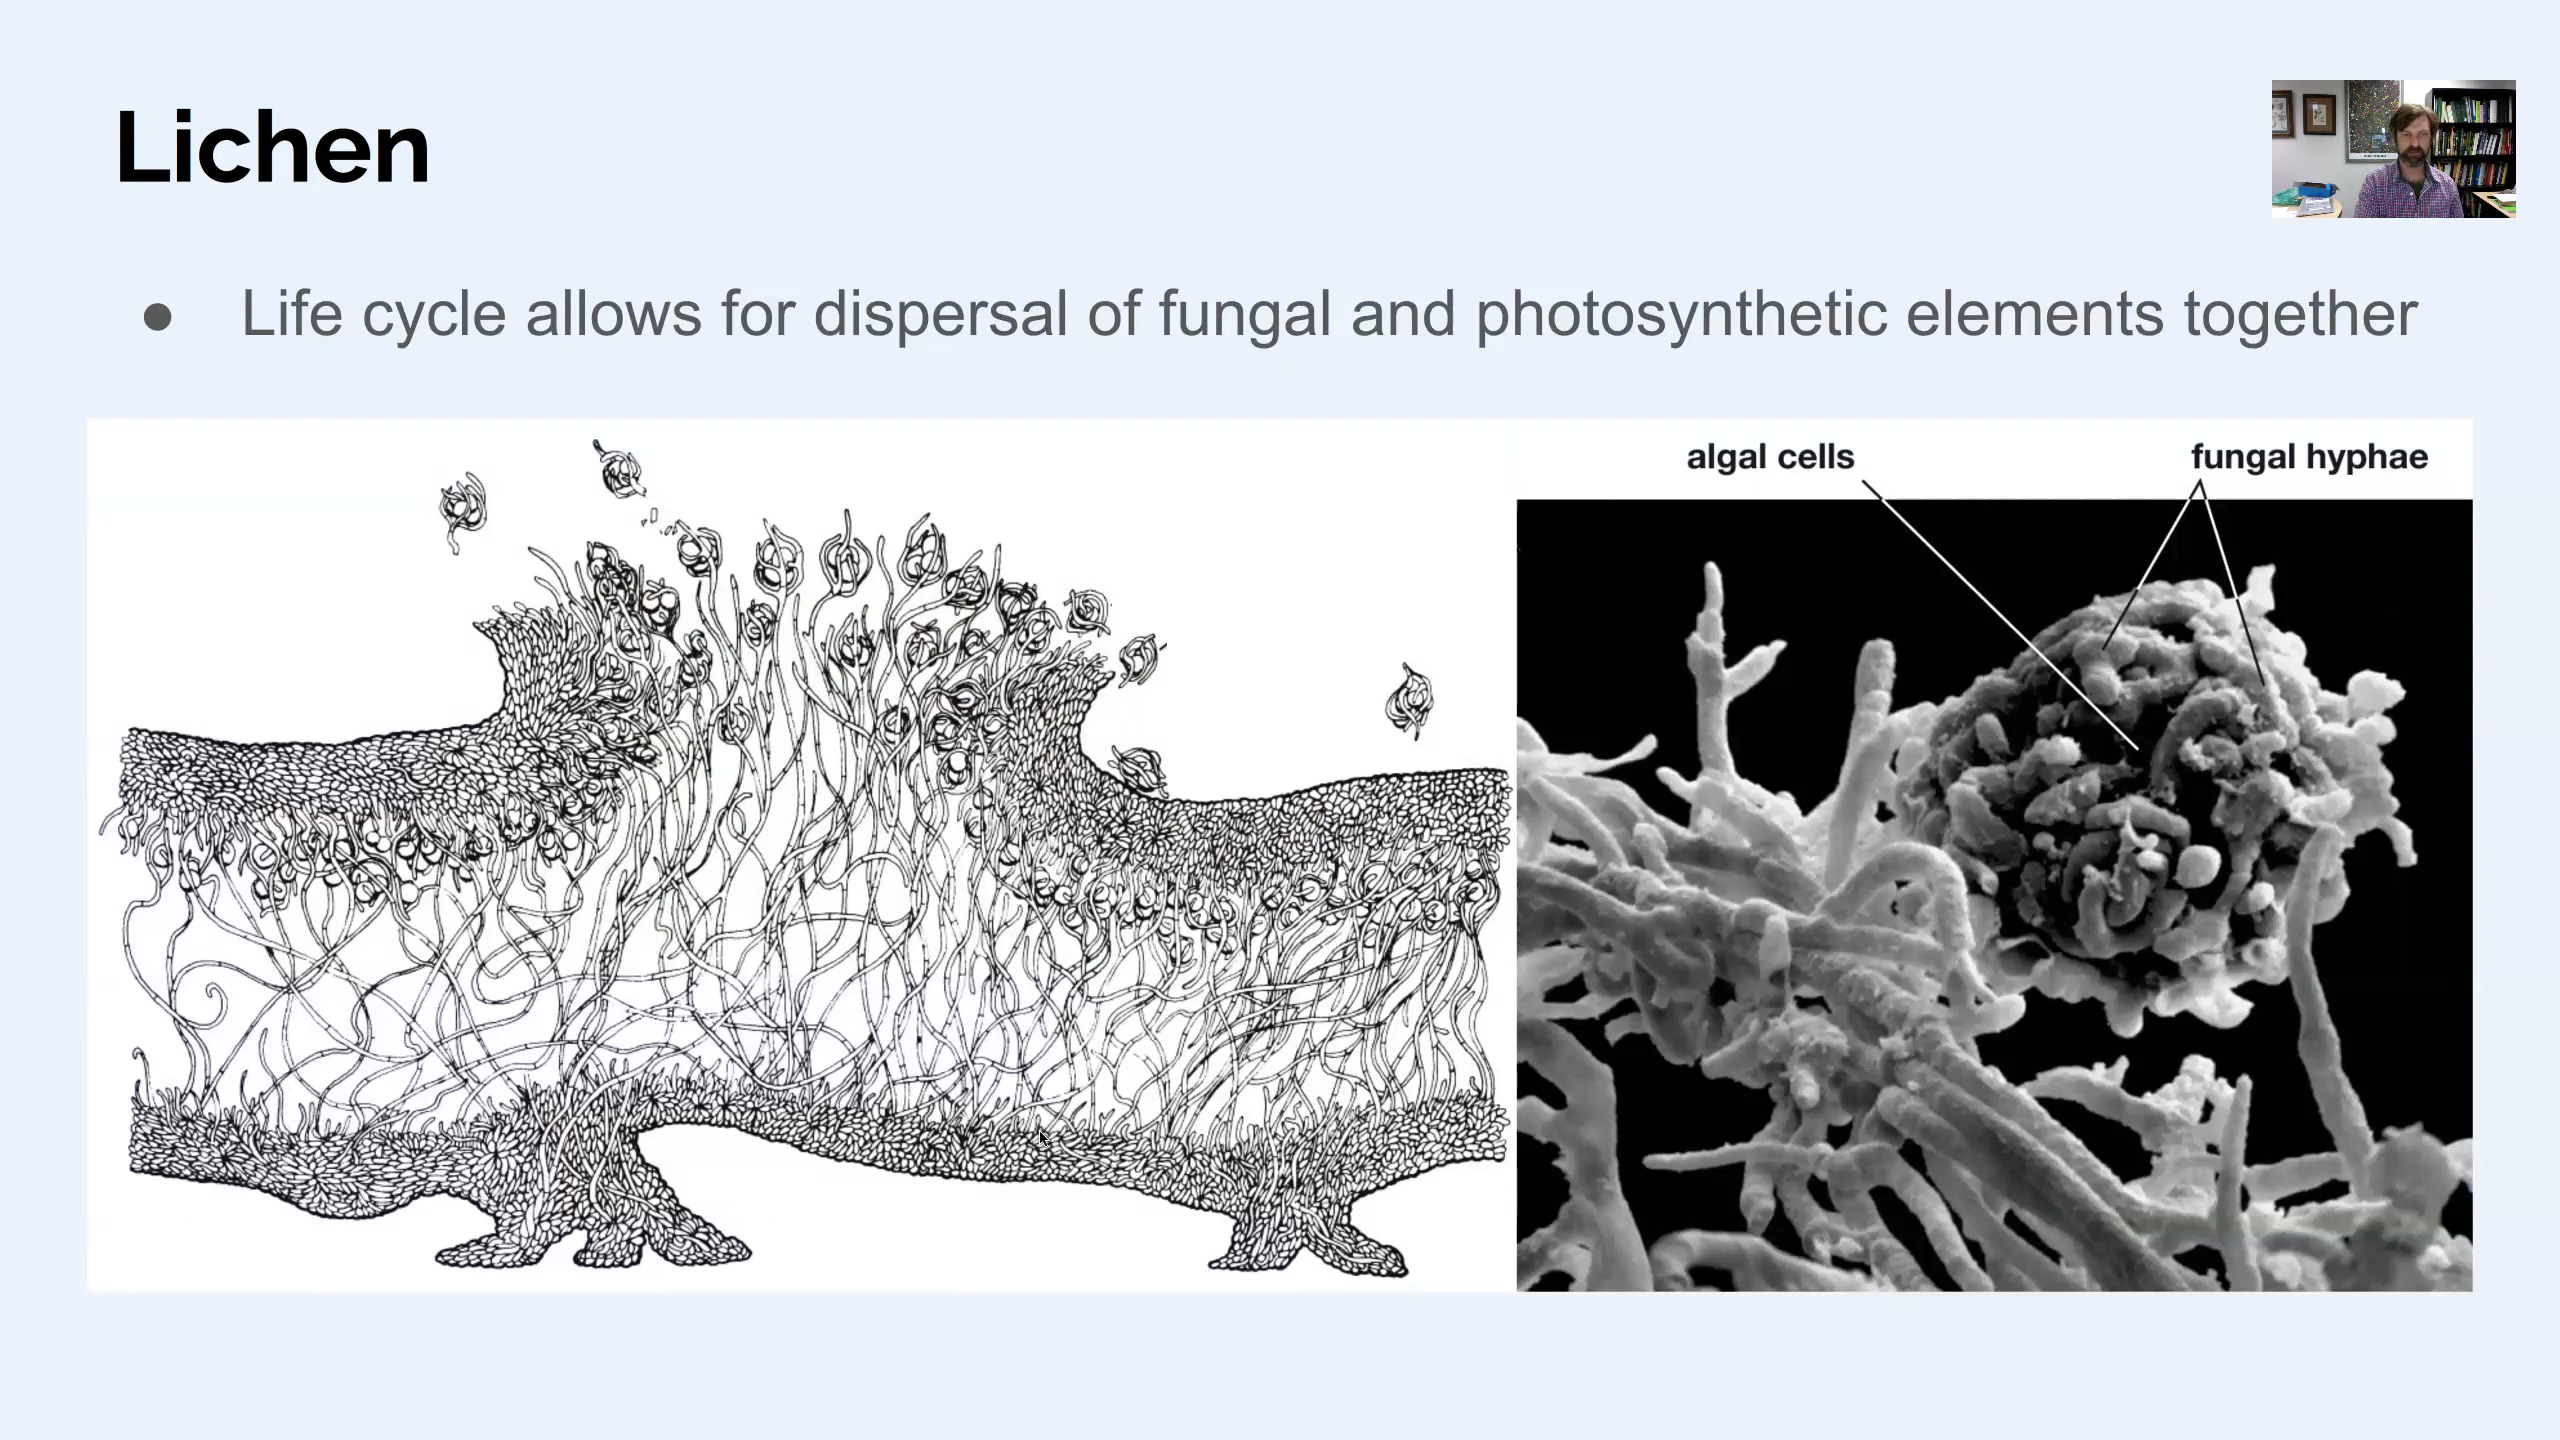 Lichen
● Life cycle allows for dispersal of fungal and photosynthetic elements together
algal cells
fungal hyphae